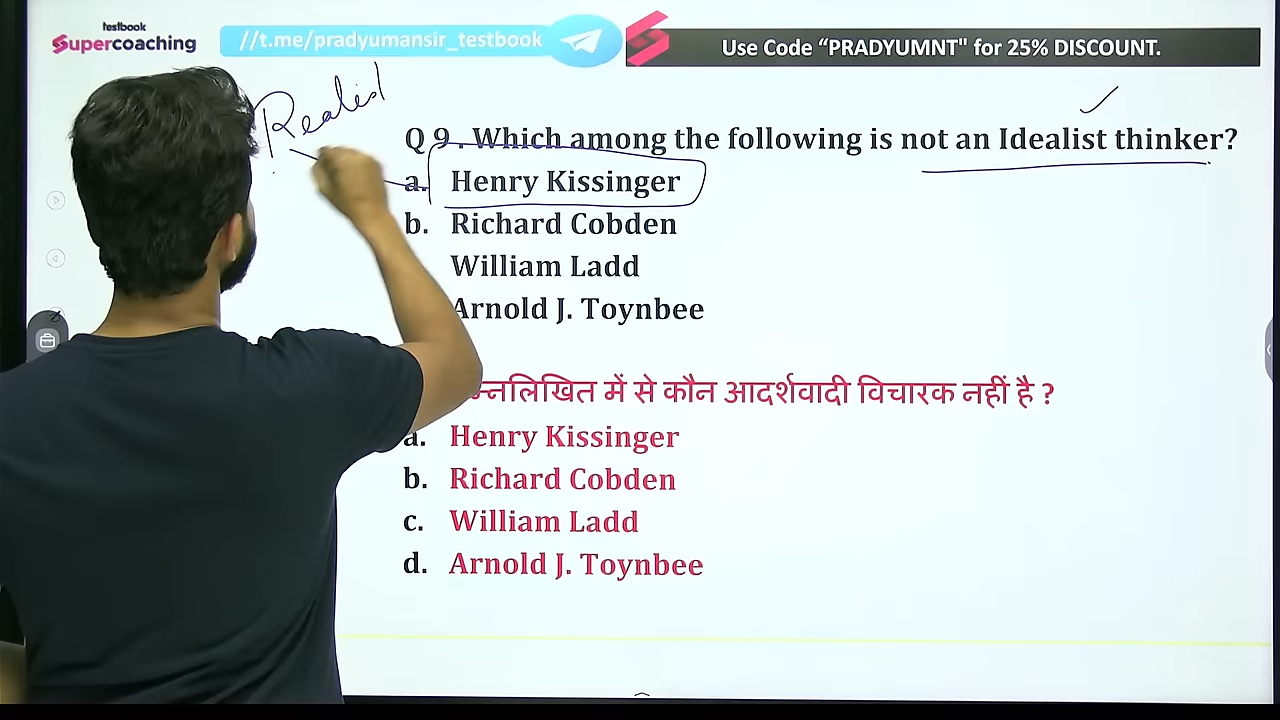 testbook
Supercoaching
//t.me/pradyumansir_testbook
Use Code “PRADYUMNT" for 25% DISCOUNT.
Realist
Q 9 . Which among the following is not an Idealist thinker?
a. Henry Kissinger
b. Richard Cobden
William Ladd
Arnold J. Toynbee
में से कौन आदर्शवादी विचारक नहीं है ?
a. Henry Kissinger
b. Richard Cobden
c. William Ladd
d. Arnold J. Toynbee